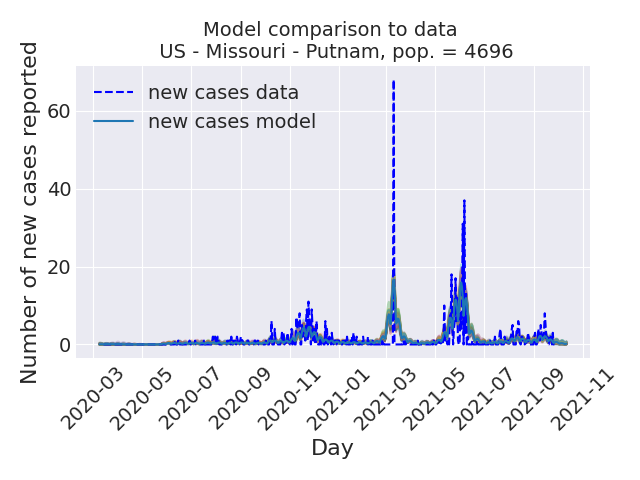 Model comparison to data
US - Missouri - Putnam, pop. = 4696
Number of new cases reported
60
40
20
0
new cases data
new cases model
2020-03
2020-05
2020-07
2020-09
2020-11
2021-01
2021-03
2021-05
2021-07
2021-09
2021-11
Day